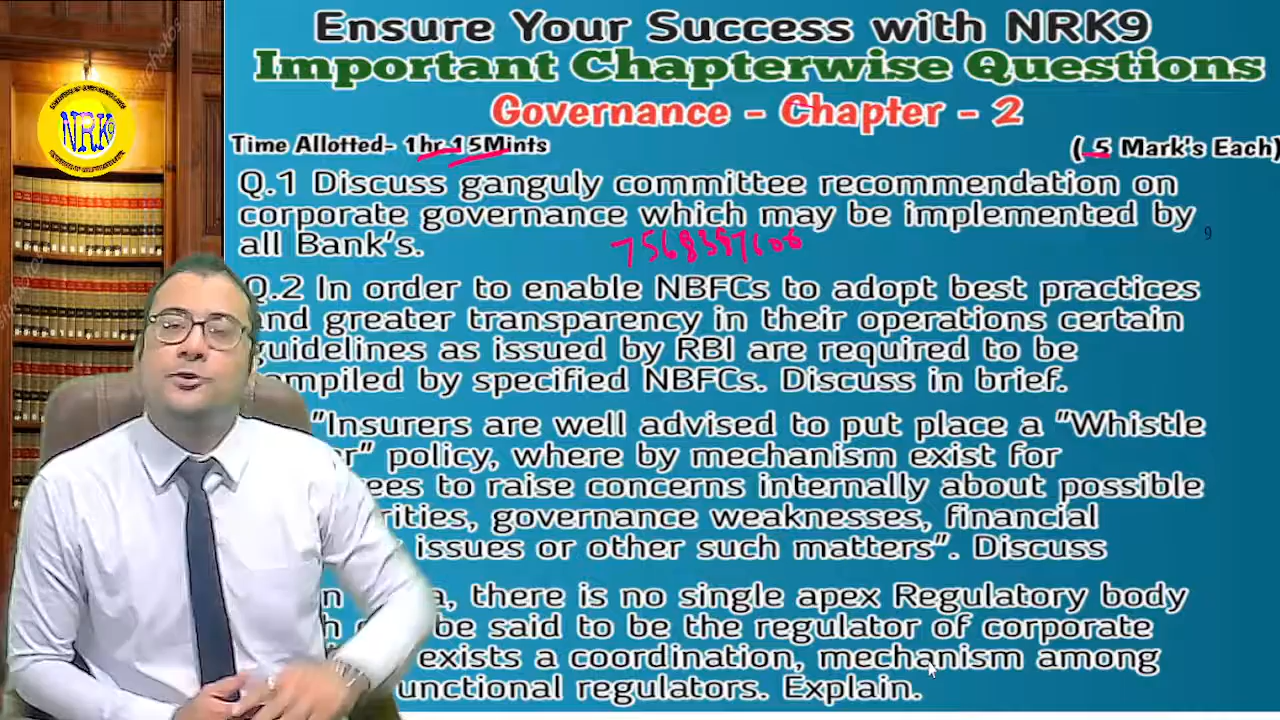 Ensure Your Success with NRK9
Important Chapterwise Questions
Governance - Chapter - 2
NRK9
Time Allotted- 1hr 15Mints
( 5 Mark's Each)
Q.1 Discuss ganguly committee recommendation on
corporate governance which may be implemented by
all Bank's.
9
Q.2 In order to enable NBFCs to adopt best practices
and greater transparency in their operations certain
guidelines as issued by RBI are required to be
compiled by specified NBFCs. Discuss in brief.
"Insurers are well advised to put place a "Whistle
policy, where by mechanism exist for
to raise concerns internally about possible
governance weaknesses, financial
issues or other such matters". Discuss
there is no single apex Regulatory body
be said to be the regulator of corporate
exists a coordination, mechanism among
functional regulators. Explain.